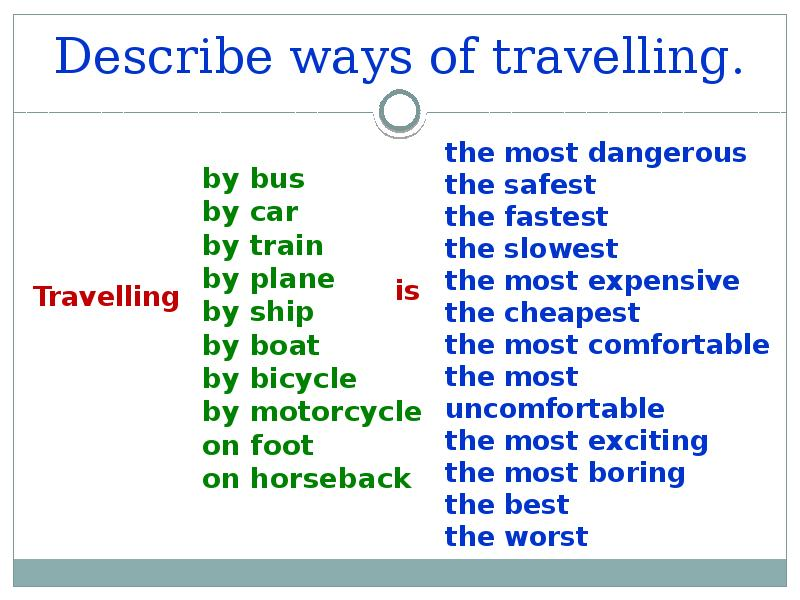 Describe ways of travelling.
Travelling
by bus
by car
by train
by plane
by ship
by boat
by bicycle
by motorcycle
on foot
on horseback
is
the most dangerous
the safest
the fastest
the slowest
the most expensive
the cheapest
the most comfortable
the most
uncomfortable
the most exciting
the most boring
the best
the worst